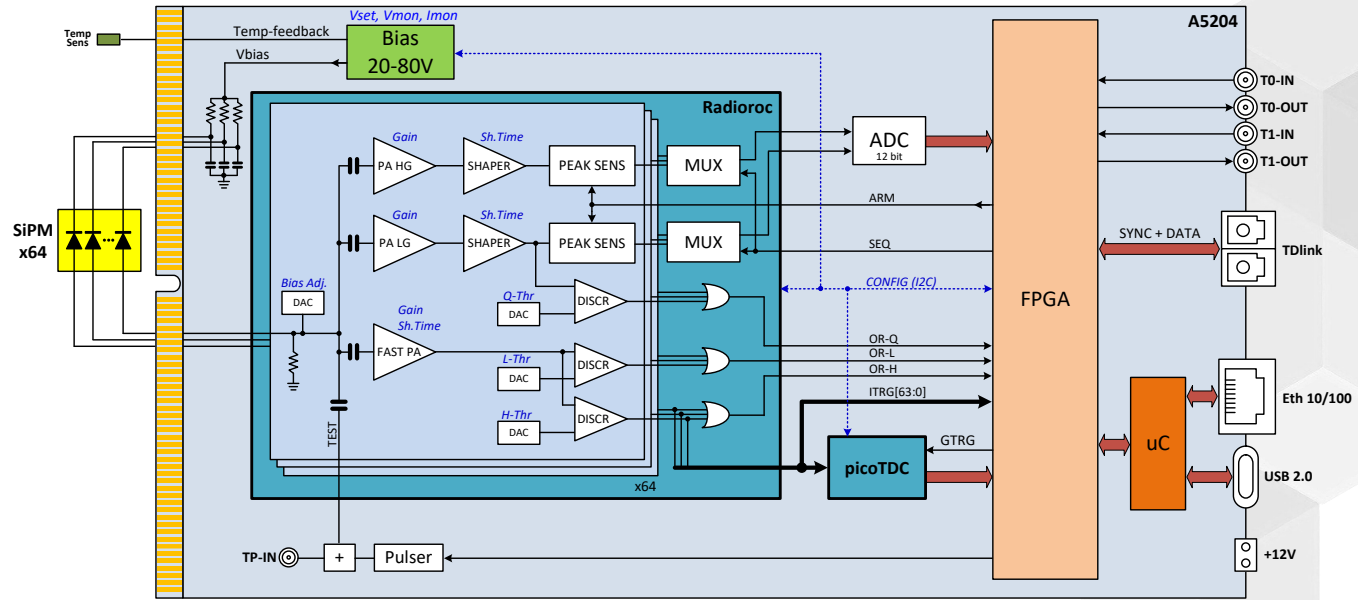 Vset, Vmon, Imon
A5204
Temp
Sens
Temp-feedback
Bias
20-80V
Vbias
Radioroc
T0-IN
T0-OUT
T1-IN
T1-OUT
Gain
Sh.Time
PA HG
SHAPER
PEAK SENS
MUX
ADC
12 bit
ARM
Gain
Sh.Time
PA LG
SHAPER
PEAK SENS
MUX
SEQ
SiPM
x64
SYNC + DATA
TDlink
Bias Adj.
DAC
Q-Thr
DAC
DISCR
CONFIG (I2C)
FPGA
Gain
Sh.Time
FAST PA
L-Thr
DAC
DISCR
OR-Q
OR-L
OR-H
ITRG[63:0]
H-Thr
DAC
DISCR
TEST
Eth 10/100
GTRG
picoTDC
uC
USB 2.0
x64
TP-IN
+
Pulser
+12V